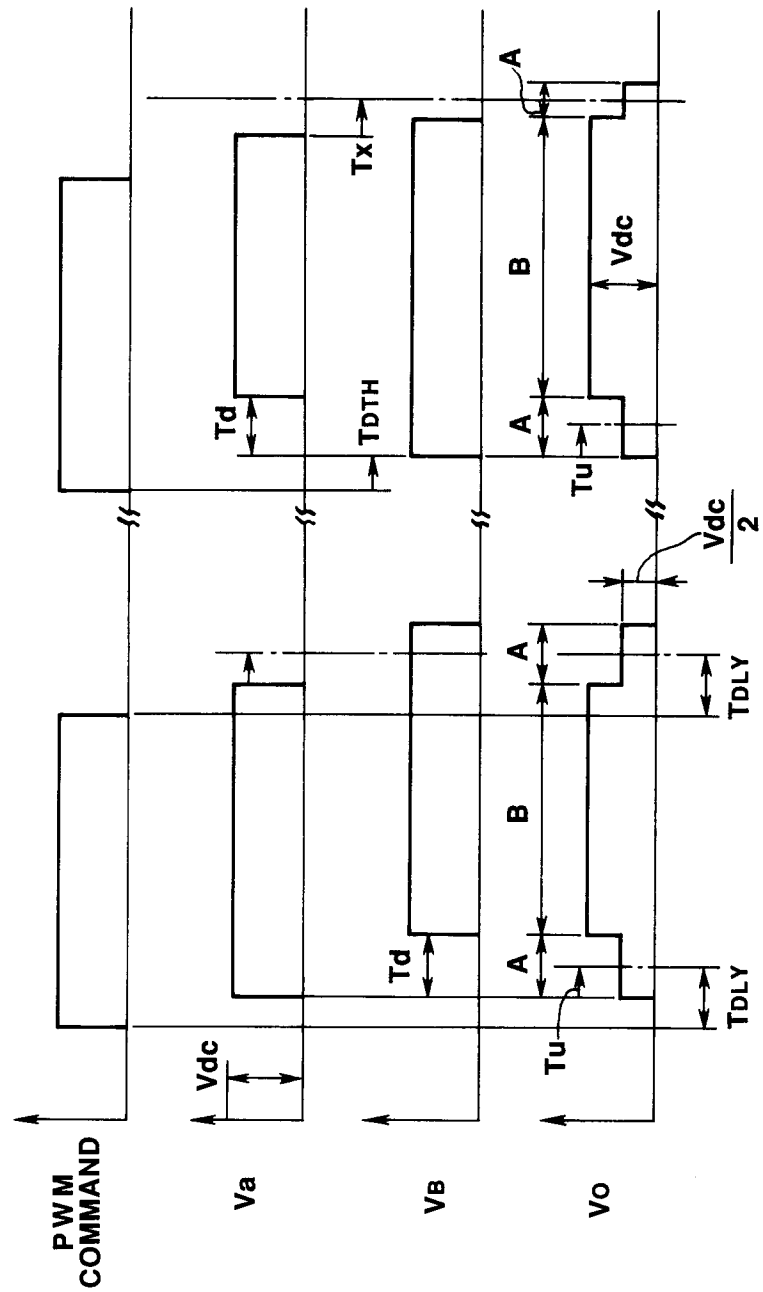 PWM
COMMAND
Va
Vdc
Td
Tx
TDTH
VB
Td
Vo
Tu
A
B
A
TDLY
TDLY
Vdc
2
Tu
A
B
A
Vdc